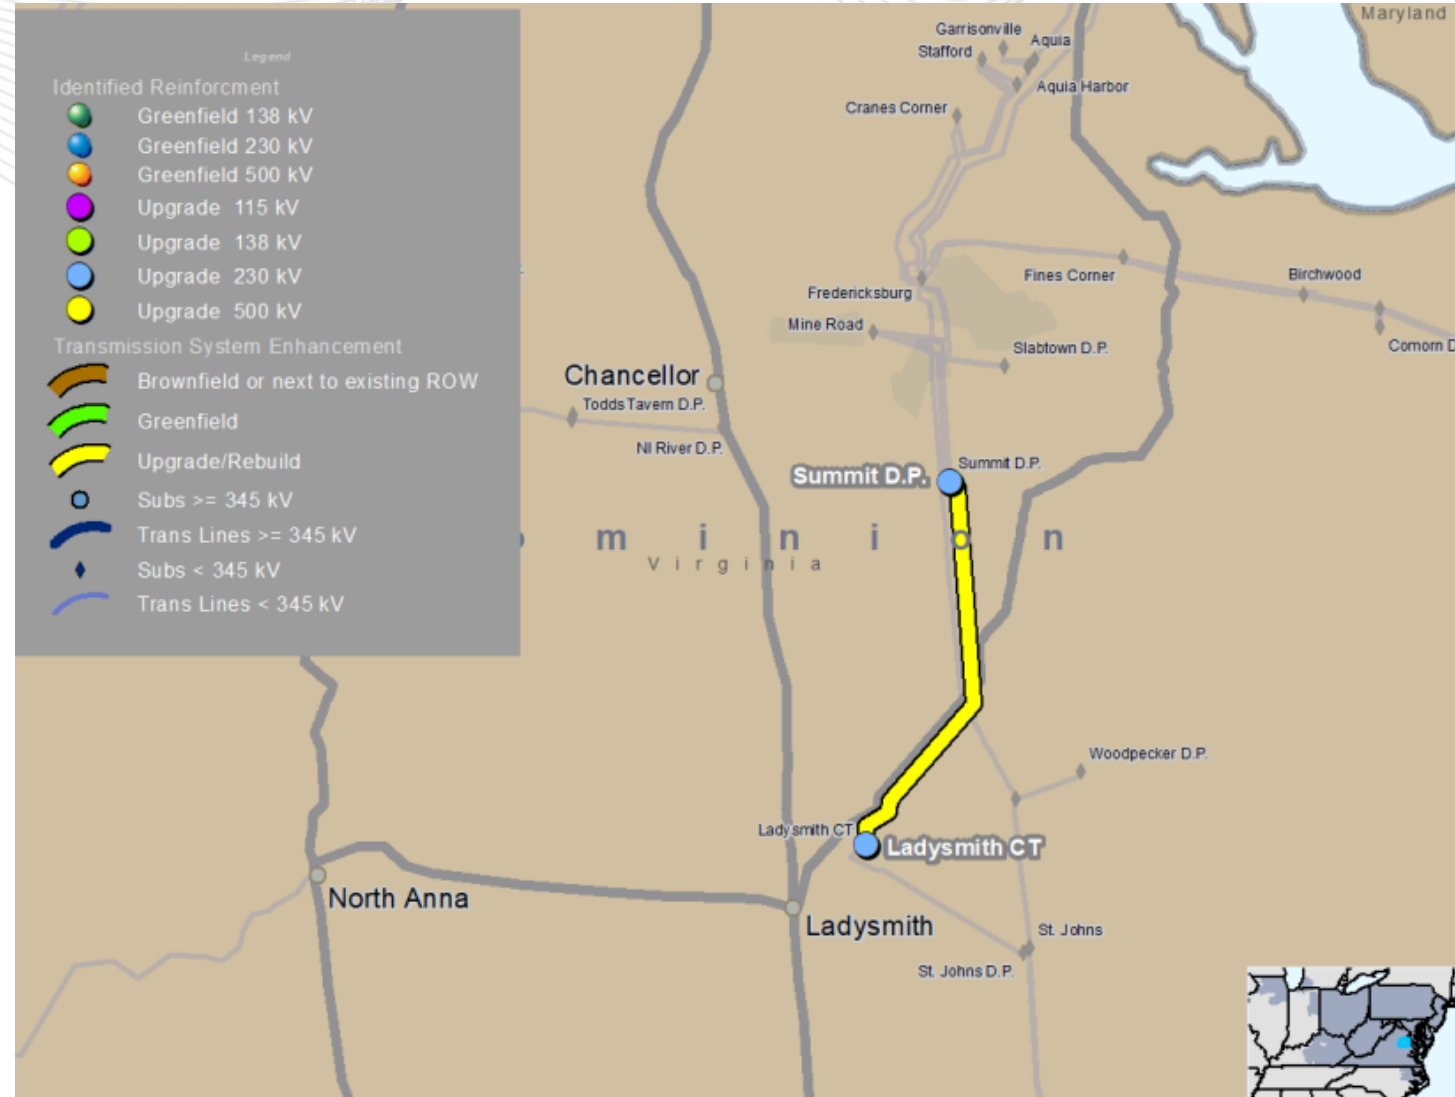 Legend
Identified Reinforcment
Greenfield 138 kV
Greenfield 230 kV
Greenfield 500 kV
Upgrade 115 kV
Upgrade 138 kV
Upgrade 230 kV
Upgrade 500 kV
Transmission System Enhancement
Brownfield or next to existing ROW
Greenfield
Upgrade/Rebuild
Subs >= 345 kV
Trans Lines >= 345 kV
Subs < 345 kV
Trans Lines < 345 kV
Maryland
Garrisonville
Stafford
Aquia
Aquia Harbor
Cranes Corner
Fines Corner
Birchwood
Fredericksburg
Mine Road
Slabtown D.P.
Comorn D
Chancellor
Todds Tavern D.P.
NI River D.P.
Summit D.P.
Summit D.P.
m i n i o n
Virginia
Woodpecker D.P.
Ladysmith CT
Ladysmith CT
North Anna
Ladysmith
St. Johns
St. Johns D.P.